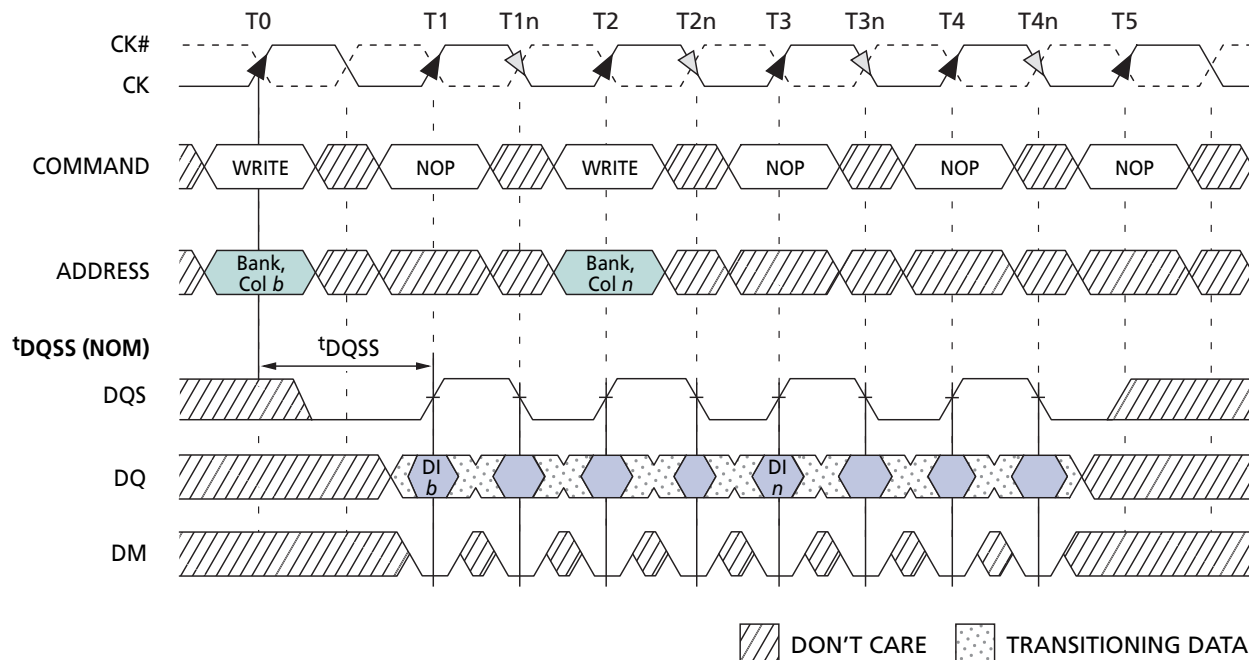 T0 T1 T1n T2 T2n T3 T3n T4 T4n T5
CK#
CK
COMMAND WRITE NOP WRITE NOP NOP NOP
ADDRESS Bank, Col b Bank, Col n
tDQSS (NOM) tDQSS
DQS
DQ DI b DI n
DM
DON'T CARE TRANSITIONING DATA